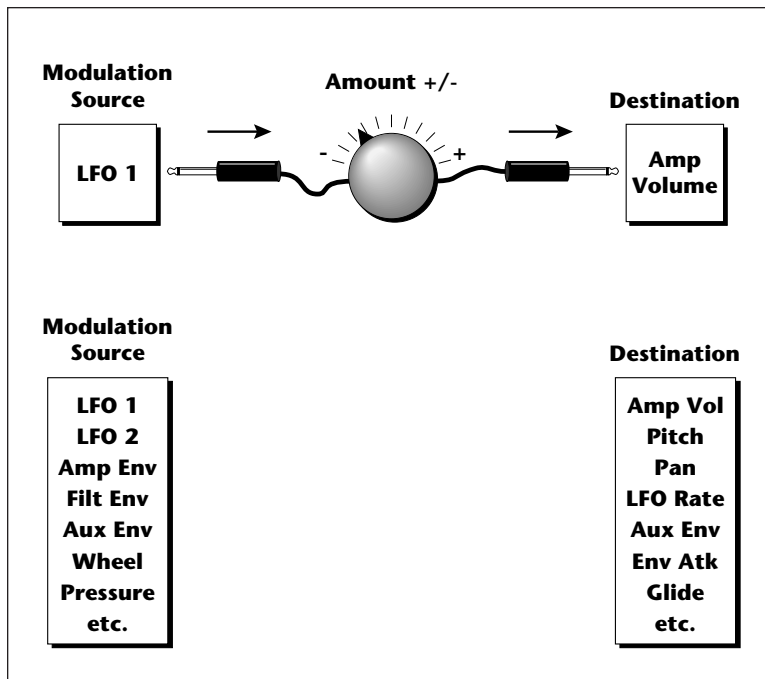 Modulation
Source
Amount +/-
Destination
LFO 1
-
+
Amp
Volume
Modulation
Source
LFO 1
LFO 2
Amp Env
Filt Env
Aux Env
Wheel
Pressure
etc.
Destination
Amp Vol
Pitch
Pan
LFO Rate
Aux Env
Env Atk
Glide
etc.